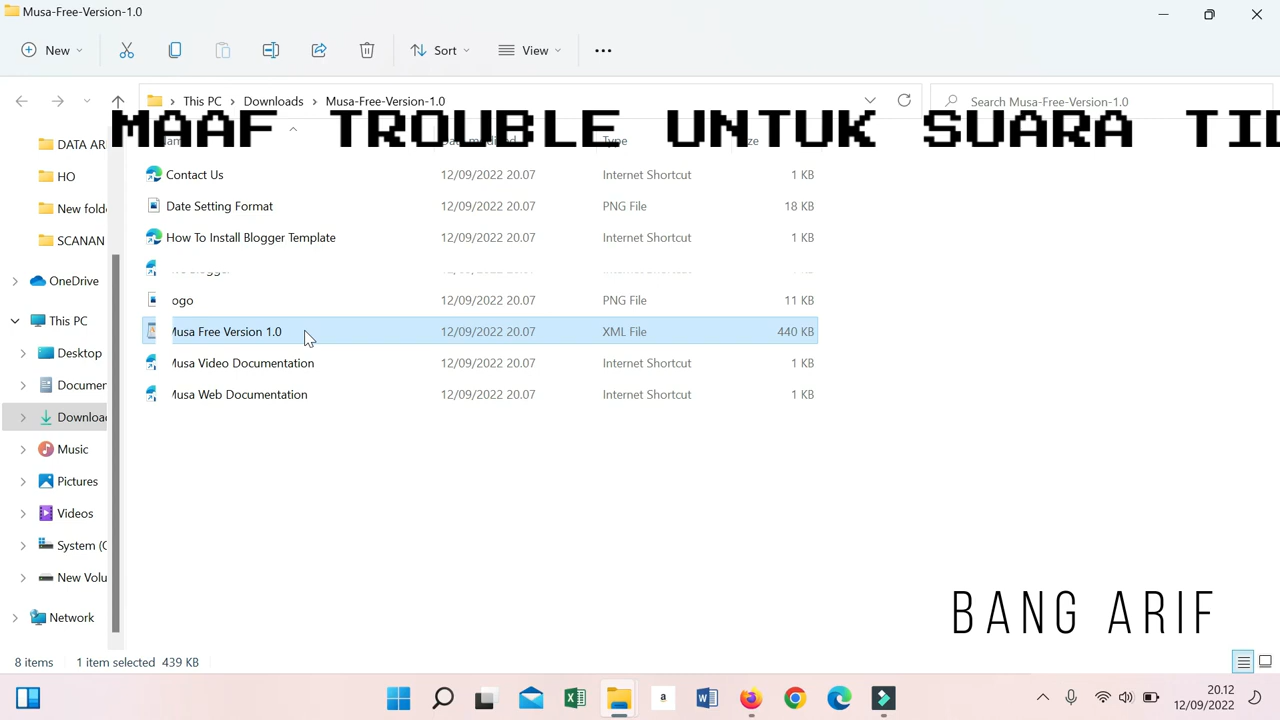 Musa-Free-Version-1.0
New
Sort
View
This PC > Downloads > Musa-Free-Version-1.0
Search Musa-Free-Version-1.0
MAAF TROUBLE UNTUK SUARA TID
Type
DATA AR
HO
New folde
SCANAN
OneDrive
This PC
Desktop
Documen
Downloa
Music
Pictures
Videos
System (C
New Volu
Network
Contact Us 12/09/2022 20.07 Internet Shortcut 1 KB
Date Setting Format 12/09/2022 20.07 PNG File 18 KB
How To Install Blogger Template 12/09/2022 20.07 Internet Shortcut 1 KB
ogo 12/09/2022 20.07 PNG File 11 KB
Musa Free Version 1.0 12/09/2022 20.07 XML File 440 KB
Musa Video Documentation 12/09/2022 20.07 Internet Shortcut 1 KB
Musa Web Documentation 12/09/2022 20.07 Internet Shortcut 1 KB
BANG ARIF
8 items 1 item selected 439 KB
a
20.12
12/09/2022